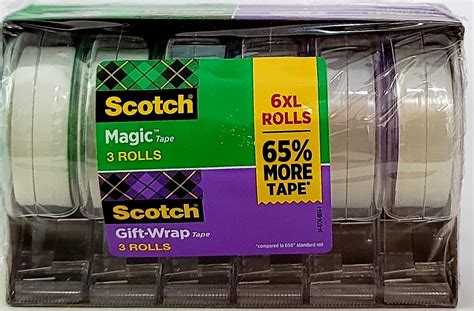 Scotch
Magic™ Tape
3 ROLLS
Scotch
Gift-Wrap Tape
3 ROLLS
6XL
ROLLS
65%
MORE
TAPE*
*compared to 650" standard roll